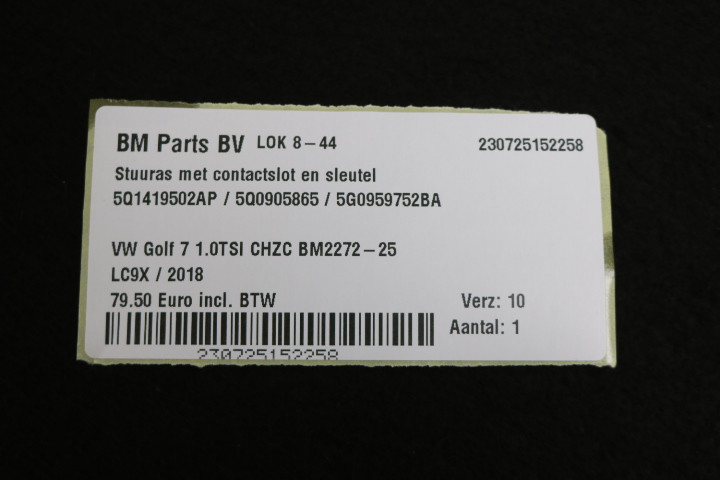 BM Parts BV LOK 8-44 230725152258
Stuuras met contactslot en sleutel
5Q1419502AP / 5Q0905865 / 5G0959752BA
VW Golf 7 1.0TSI CHZC BM2272-25
LC9X / 2018
79.50 Euro incl. BTW Verz: 10
Aantal: 1
230725152258